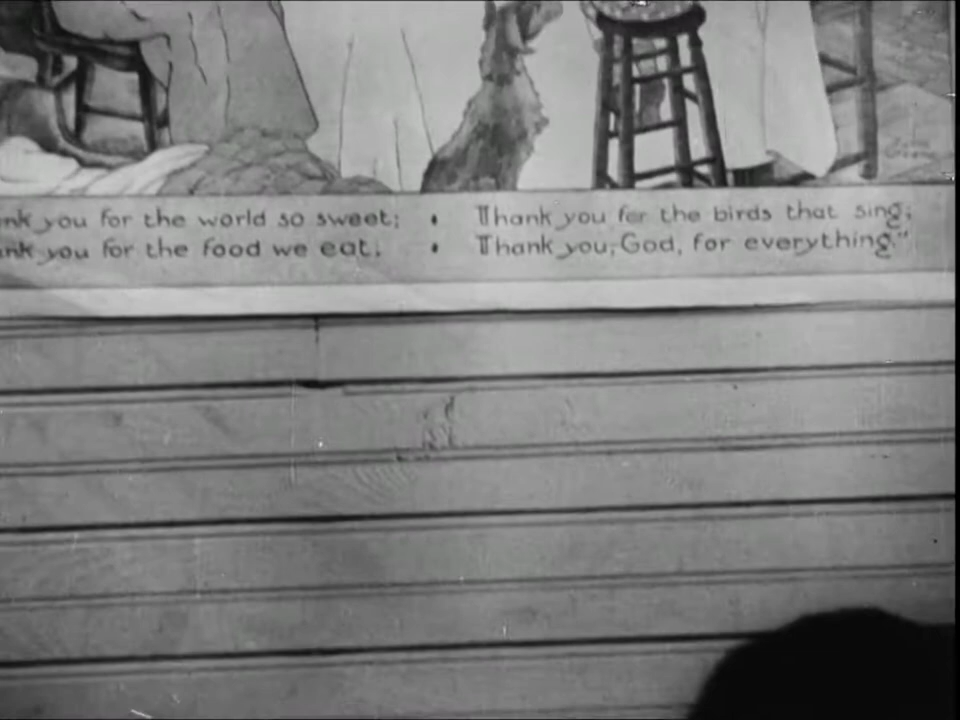 nk you for the world so sweet; • Thank you for the birds that sing;
nk you for the food we eat; • Thank you, God, for everything."